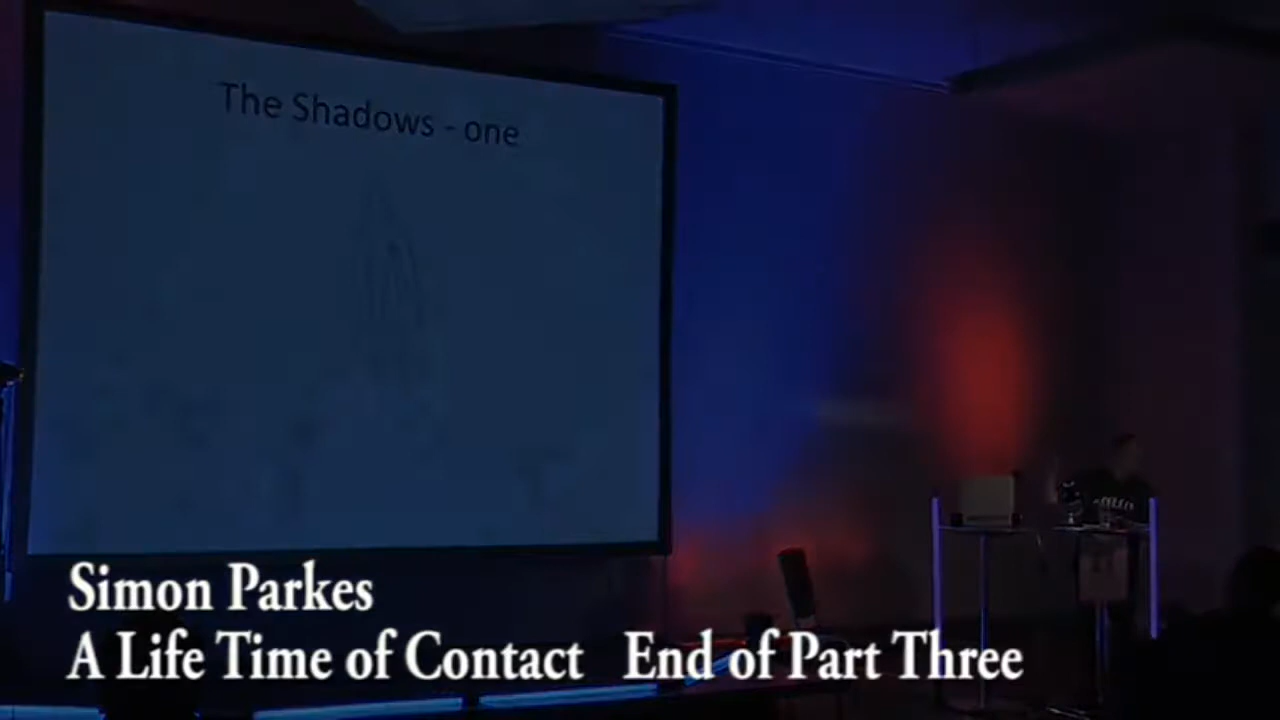 The Shadows - one
Simon Parkes
A Life Time of Contact End of Part Three